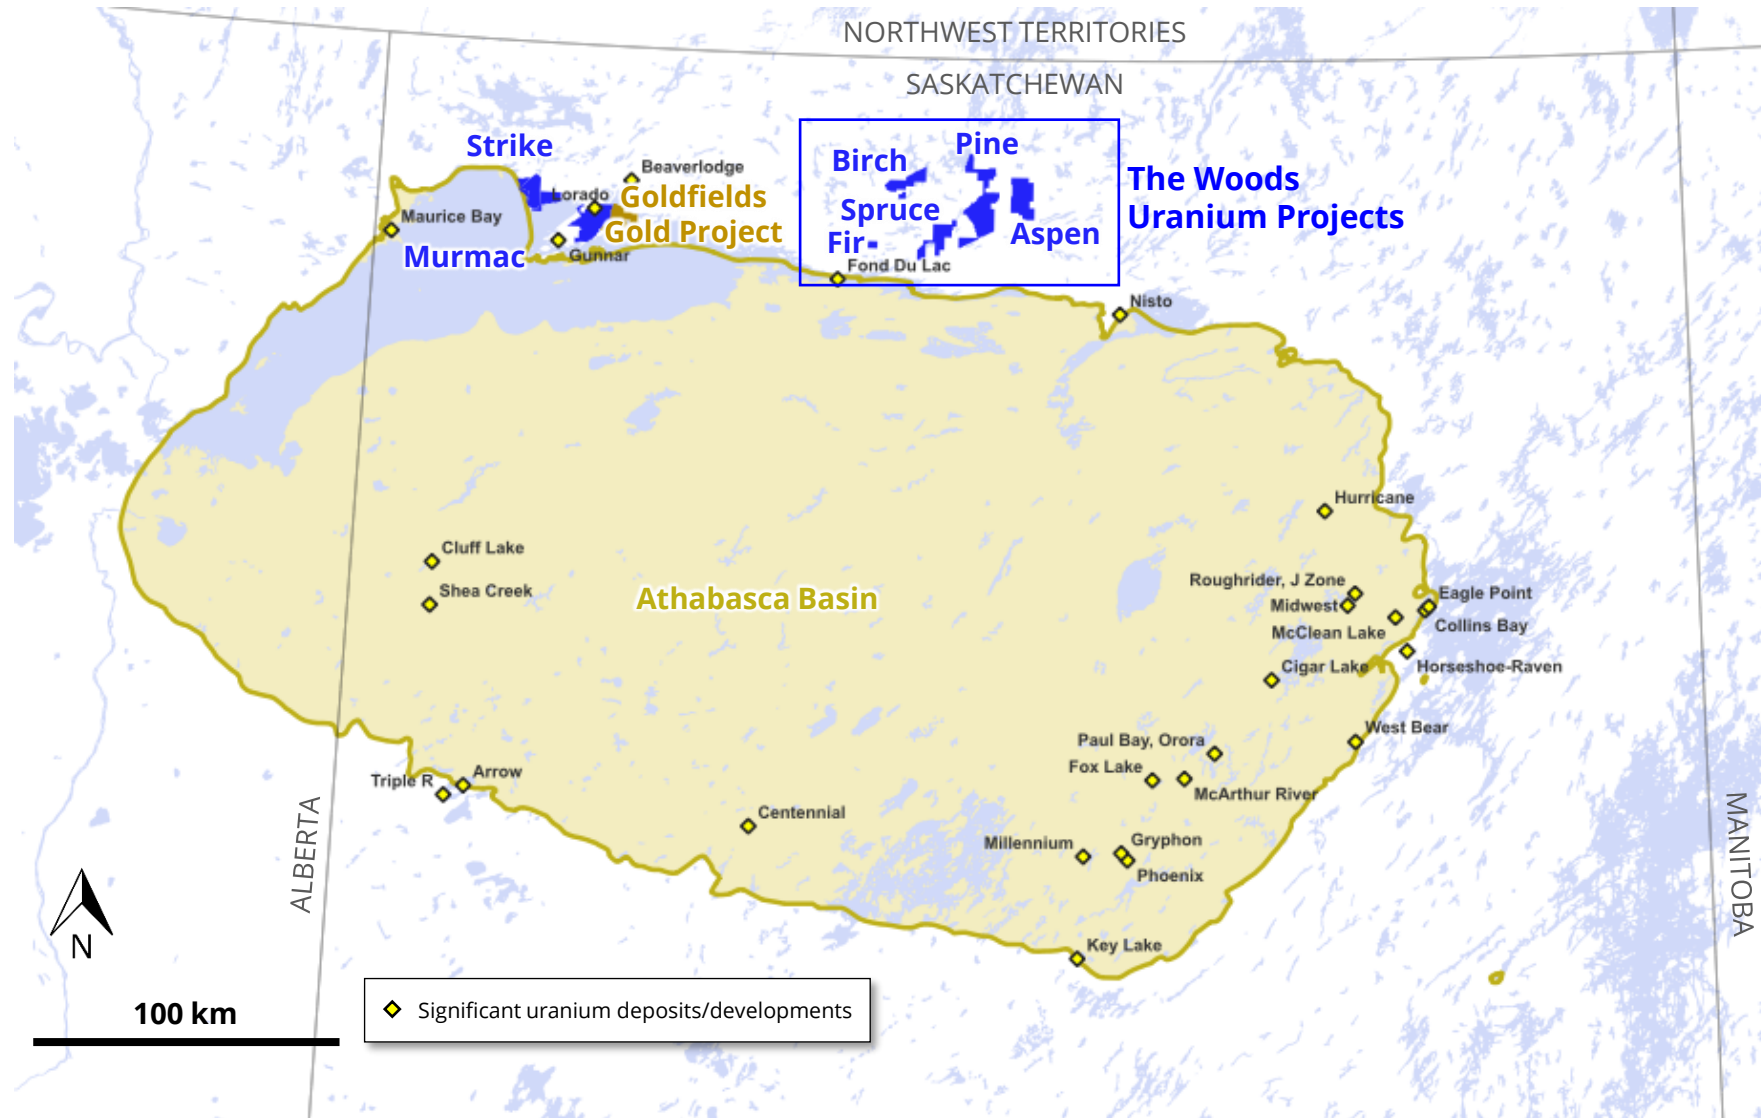 NORTHWEST TERRITORIES
SASKATCHEWAN
Strike
Beaverlodge
Lorado
Goldfields
Gold Project
Maurice Bay
Murmac
Gunnar
Birch
Pine
Spruce
Fir
Aspen
Fond Du Lac
The Woods
Uranium Projects
Nisto
Hurricane
Cluff Lake
Shea Creek
Athabasca Basin
Roughrider, J Zone
Midwest
McClean Lake
Eagle Point
Collins Bay
Cigar Lake
Horseshoe-Raven
West Bear
Paul Bay, Orora
Fox Lake
McArthur River
Triple R
Arrow
Centennial
Millennium
Gryphon
Phoenix
Key Lake
ALBERTA
MANITOBA
N
100 km
Significant uranium deposits/developments